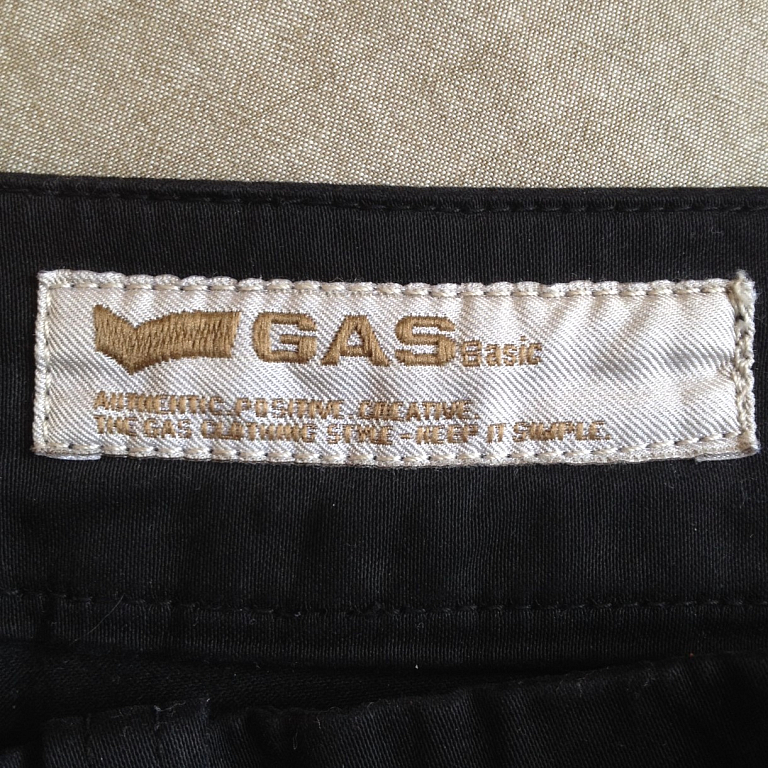 GAS Basic
AUTHENTIC. POSITIVE. CREATIVE.
THE GAS CLOTHING STYLE - KEEP IT SIMPLE.